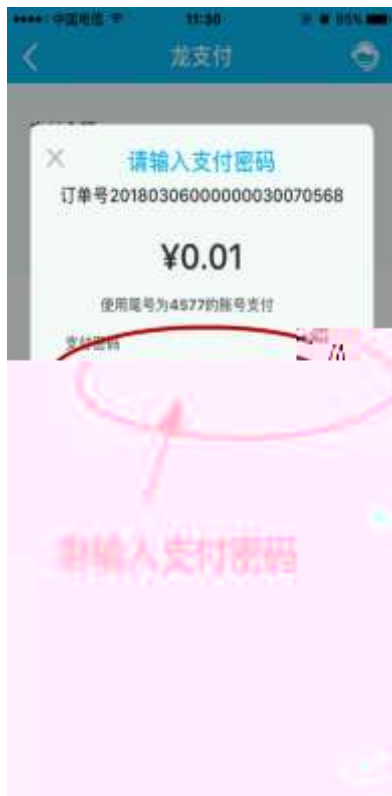 中国电信 11:30 95%
龙支付
请输入支付密码
订单号20180306000000030070568
¥0.01
使用尾号为4577的账号支付
支付密码
输入支付密码